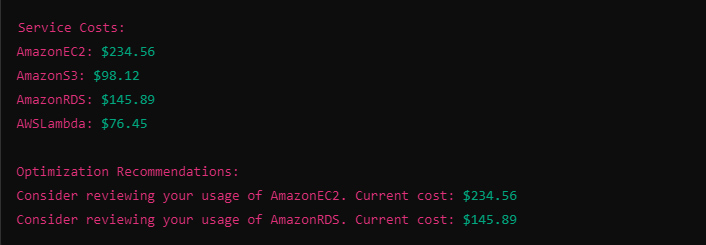 Service Costs:
AmazonEC2: $234.56
AmazonS3: $98.12
AmazonRDS: $145.89
AWSLambda: $76.45
Optimization Recommendations:
Consider reviewing your usage of AmazonEC2. Current cost: $234.56
Consider reviewing your usage of AmazonRDS. Current cost: $145.89